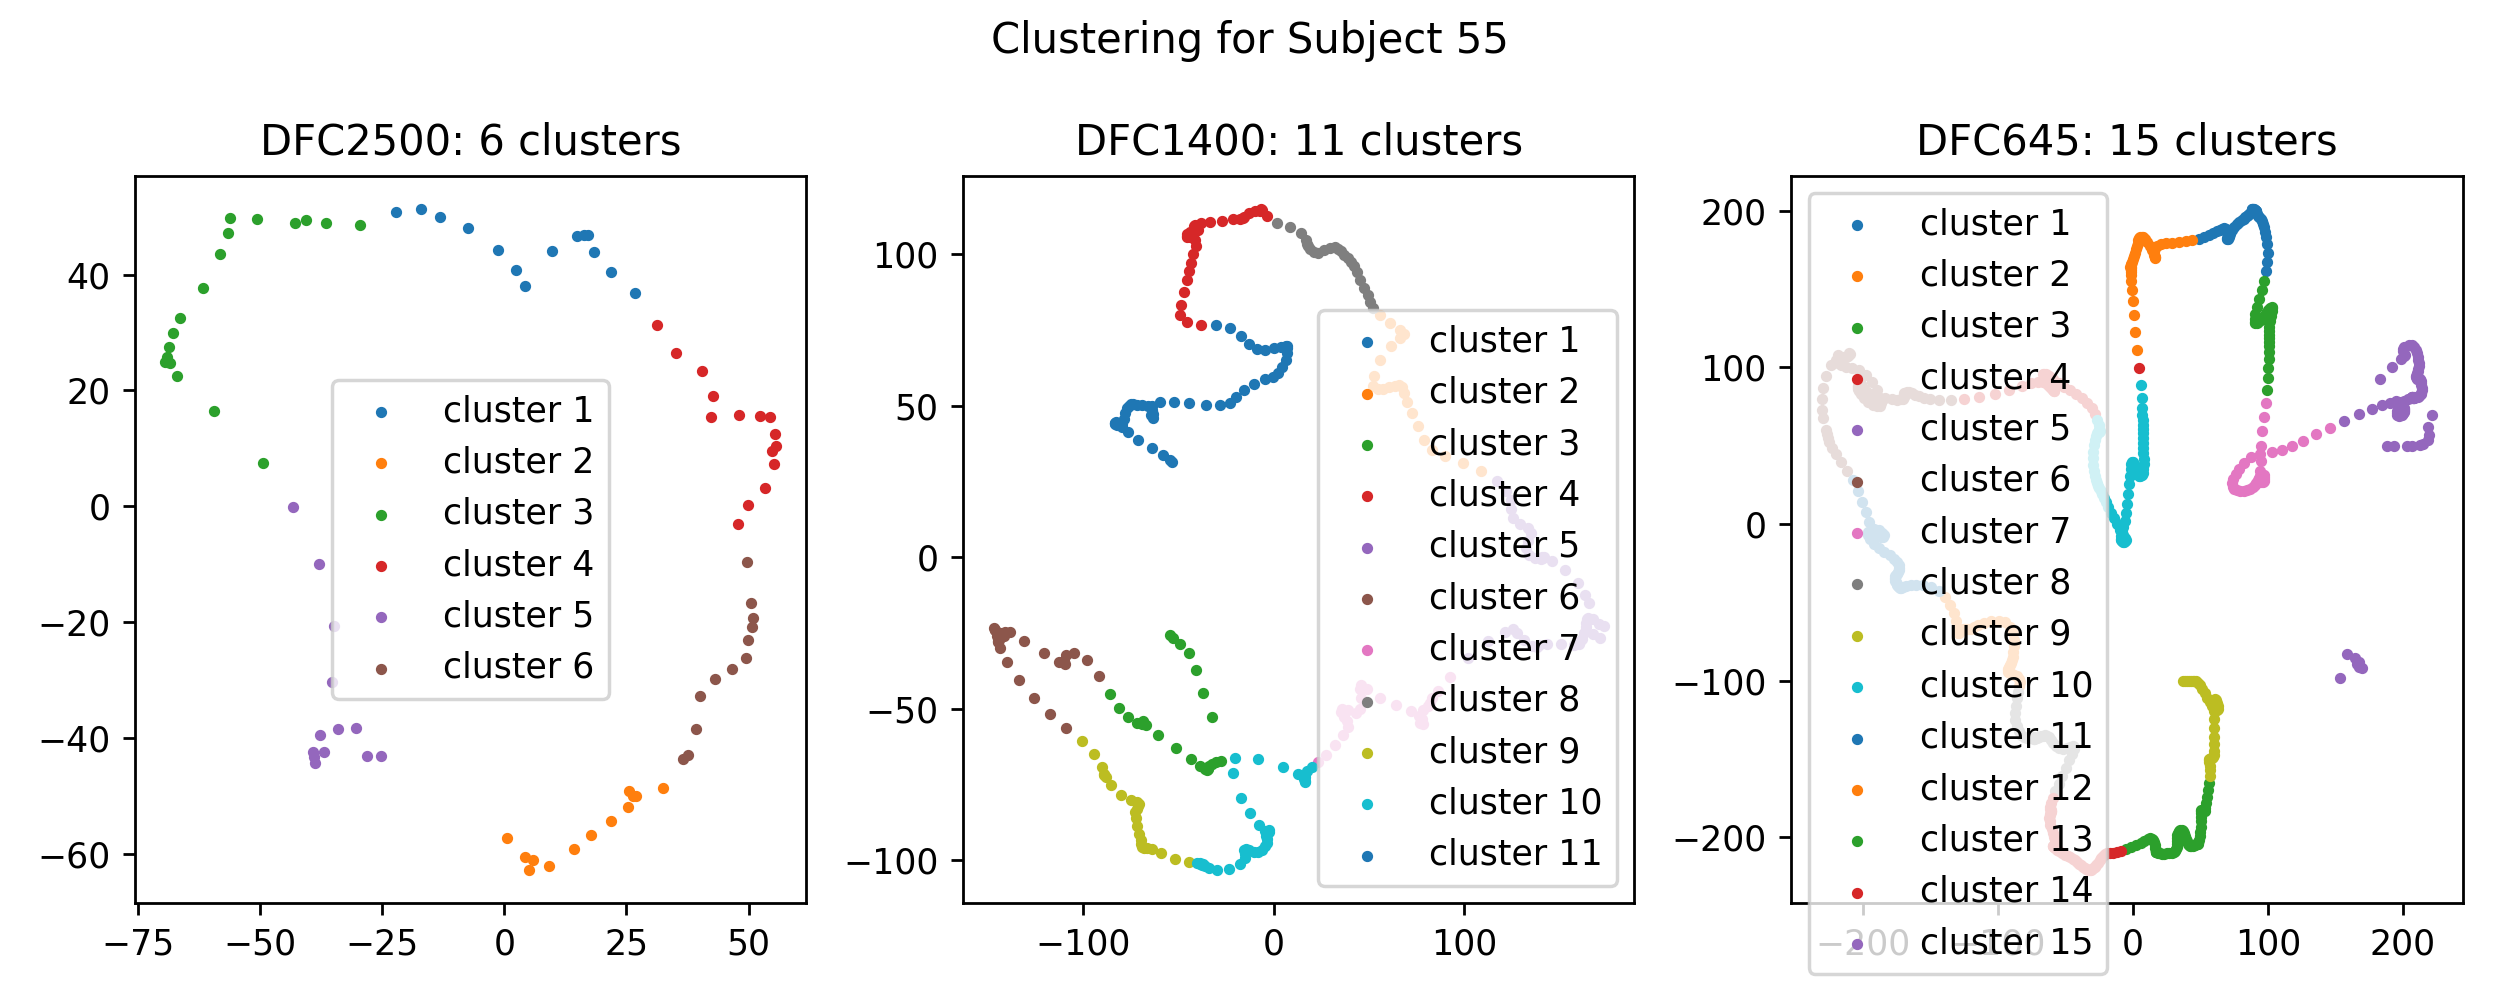 Clustering for Subject 55
DFC2500: 6 clusters
40
20
0
−20
−40
−60
−75
−50
−25
0
25
50
cluster 1
cluster 2
cluster 3
cluster 4
cluster 5
cluster 6
DFC1400: 11 clusters
100
50
0
−50
−100
−100
0
100
cluster 1
cluster 2
cluster 3
cluster 4
cluster 5
cluster 6
cluster 7
cluster 8
cluster 9
cluster 10
cluster 11
DFC645: 15 clusters
200
100
0
−100
−200
−200
−100
0
100
200
cluster 1
cluster 2
cluster 3
cluster 4
cluster 5
cluster 6
cluster 7
cluster 8
cluster 9
cluster 10
cluster 11
cluster 12
cluster 13
cluster 14
cluster 15